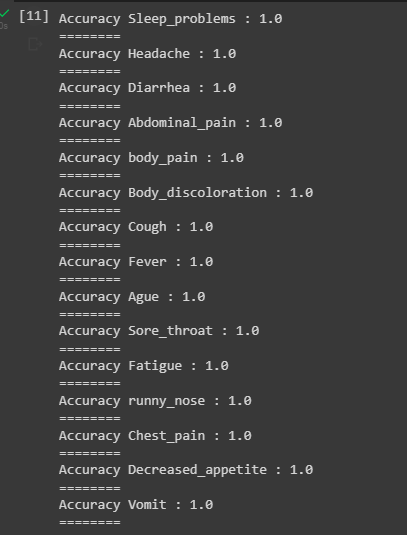 [11] Accuracy Sleep_problems : 1.0
========
Accuracy Headache : 1.0
========
Accuracy Diarrhea : 1.0
========
Accuracy Abdominal_pain : 1.0
========
Accuracy body_pain : 1.0
========
Accuracy Body_discoloration : 1.0
========
Accuracy Cough : 1.0
========
Accuracy Fever : 1.0
========
Accuracy Ague : 1.0
========
Accuracy Sore_throat : 1.0
========
Accuracy Fatigue : 1.0
========
Accuracy runny_nose : 1.0
========
Accuracy Chest_pain : 1.0
========
Accuracy Decreased_appetite : 1.0
========
Accuracy Vomit : 1.0
========